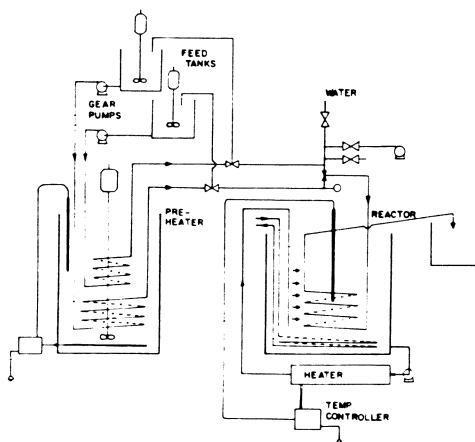 FEED
TANKS
GEAR
PUMPS
WATER
PRE-
HEATER
REACTOR
HEATER
TEMP
CONTROLLER